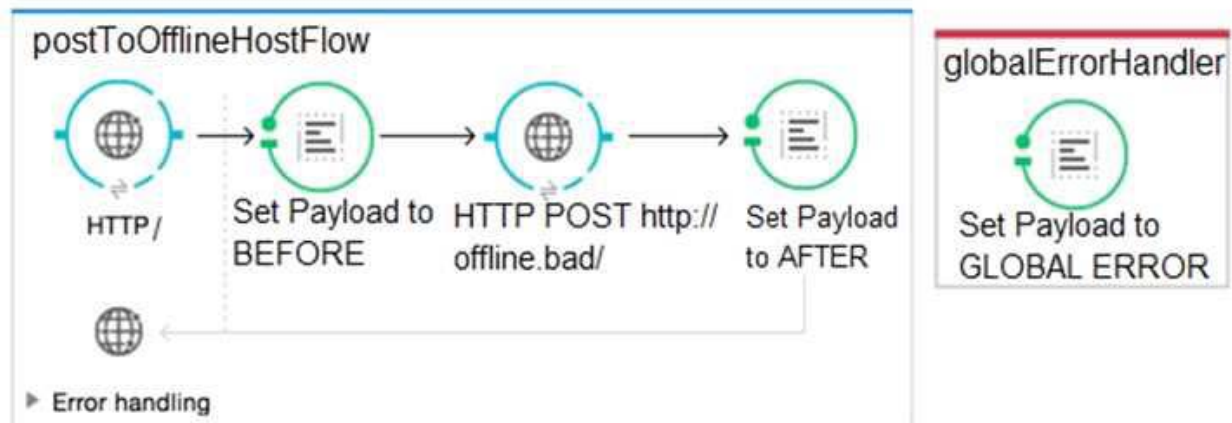 postToOfflineHostFlow
HTTP /
Set Payload to
BEFORE
HTTP POST http://
offline.bad/
Set Payload
to AFTER
Error handling
globalErrorHandler
Set Payload to
GLOBAL ERROR